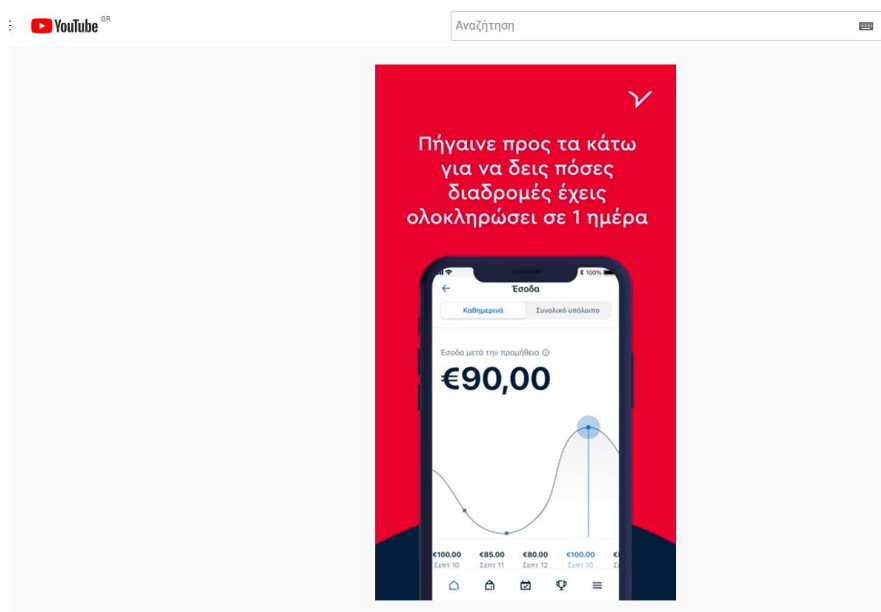 YouTube GR
Αναζήτηση
Πήγαινε προς τα κάτω
για να δεις πόσες
διαδρομές έχεις
ολοκληρώσει σε 1 ημέρα
100%
Έσοδα
Καθημερινά Συνολικό υπόλοιπο
Έσοδα μετά την προμήθεια
€90,00
€100.00 €85.00 €80.00 €100.00
Σεπτ 10 Σεπτ 11 Σεπτ 12 Σεπτ 10